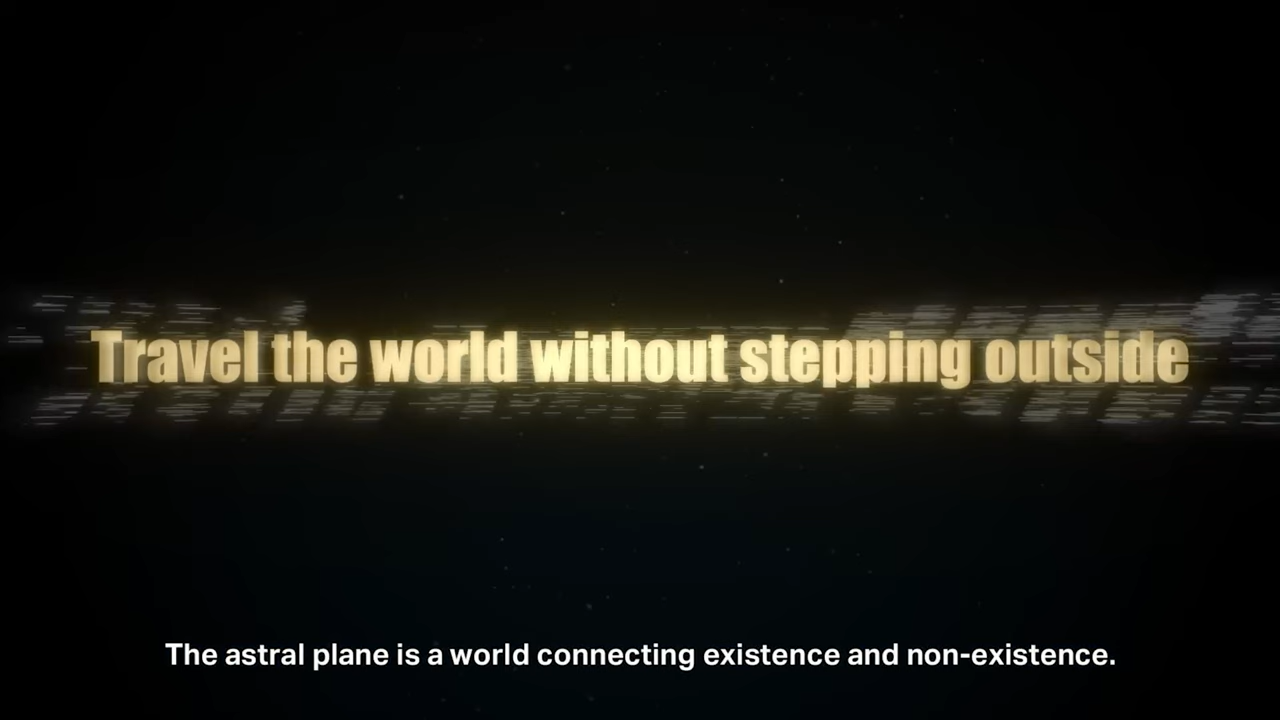 Travel the world without stepping outside
The astral plane is a world connecting existence and non-existence.